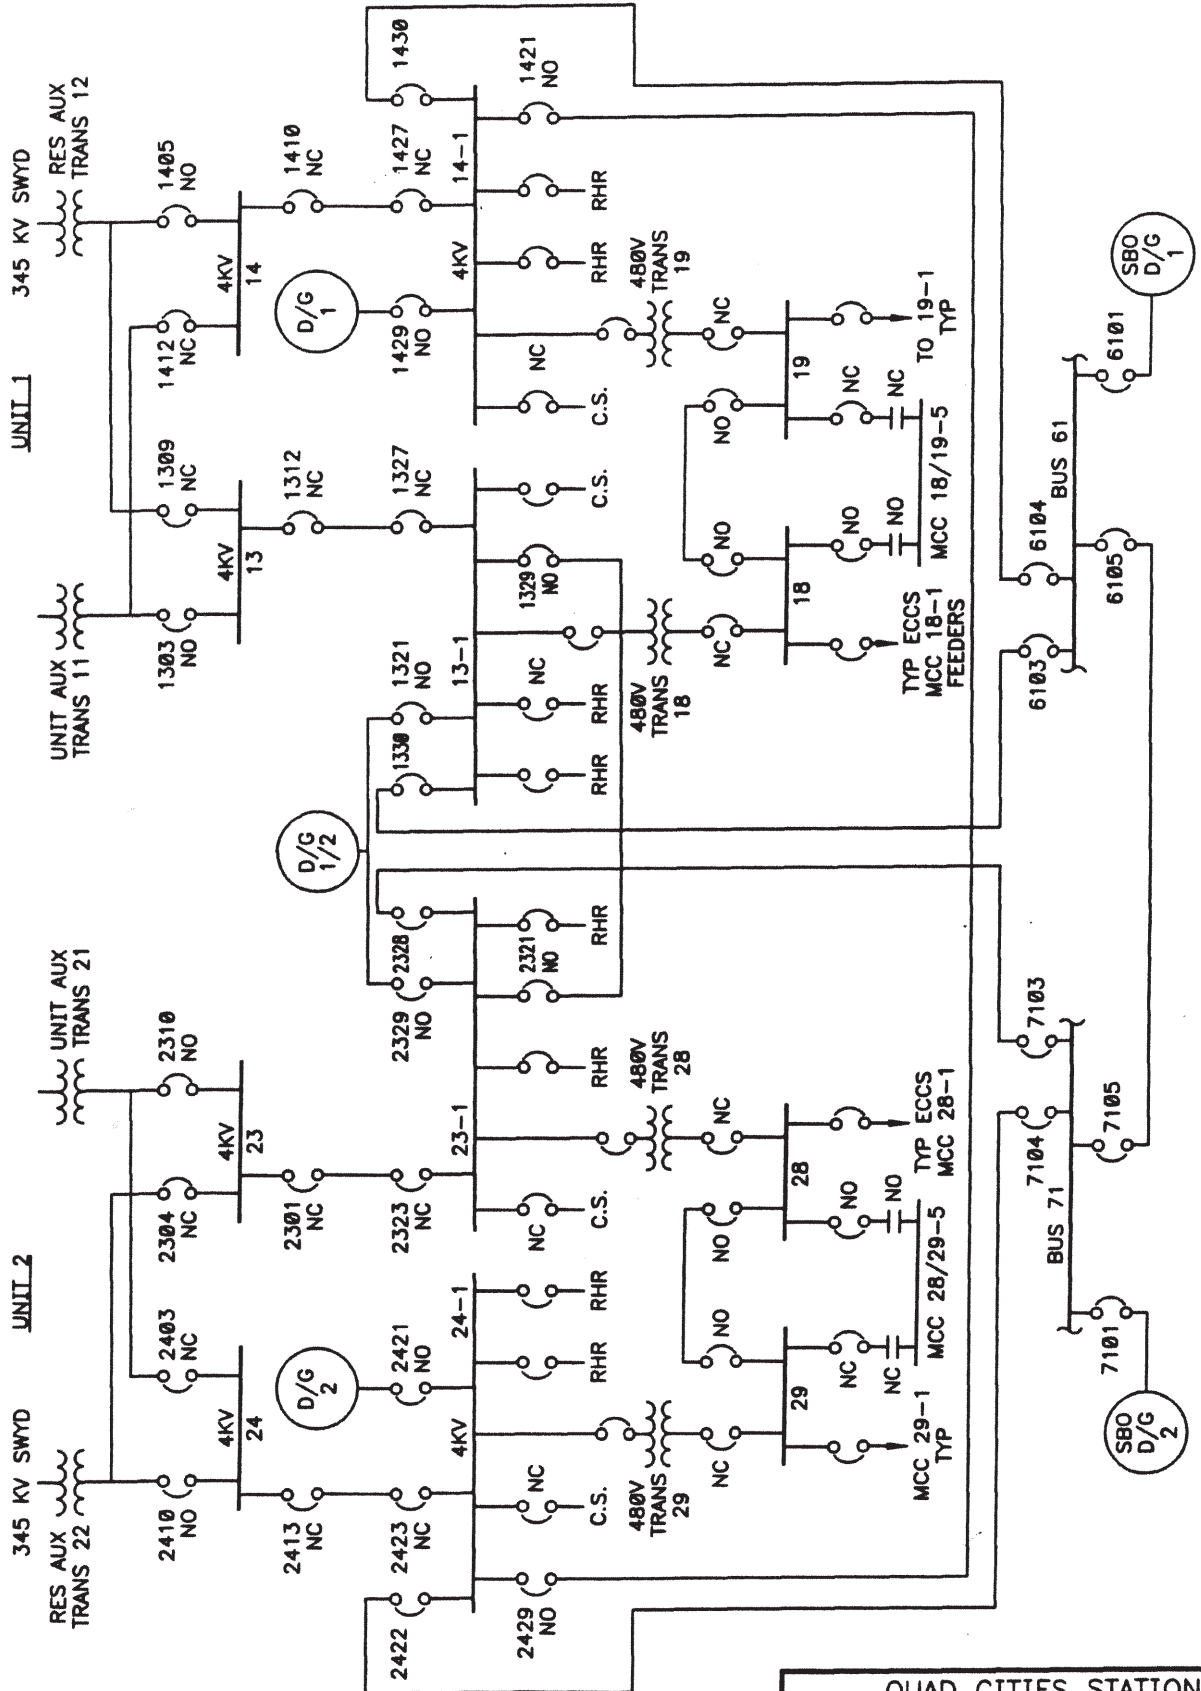 345 KV SWYD
UNIT 2
RES AUX
TRANS 22
UNIT AUX
TRANS 21
UNIT 1
345 KV SWYD
UNIT AUX
TRANS 11
RES AUX
TRANS 12
2410
NO
2403
NC
2304
NC
2310
NO
1303
NO
1309
NC
1412
NC
1405
NO
4KV
24
4KV
23
4KV
13
4KV
14
2413
NC
D/G
2
2301
NC
D/G
1/2
1312
NC
D/G
1
1410
NC
2422
2423
NC
2421
NO
2323
NC
2329
NO
2328
1330
1321
NO
1327
NC
1429
NO
1427
NC
1430
4KV
24-1
23-1
13-1
4KV
14-1
2429
NO
NC
C.S.
RHR
RHR
NC
C.S.
RHR
2321
NO
RHR
RHR
NC
RHR
1329
NO
C.S.
NC
C.S.
RHR
RHR
1421
NO
480V
TRANS
29
480V
TRANS
28
480V
TRANS
18
480V
TRANS
19
NC
NO
NO
NC
NC
NO
NO
NC
29
28
18
19
MCC 29-1
TYP
NC
NC
NO
NO
MCC 28/29-5
TYP ECCS
MCC 28-1
TYP ECCS
MCC 18-1
FEEDERS
NO
NO
NC
NC
MCC 18/19-5
TO 19-1
TYP
7104
7103
6103
6104
BUS 71
BUS 61
7101
7105
6105
6101
SBO
D/G
2
SBO
D/G
1
QUAD CITIES STATION